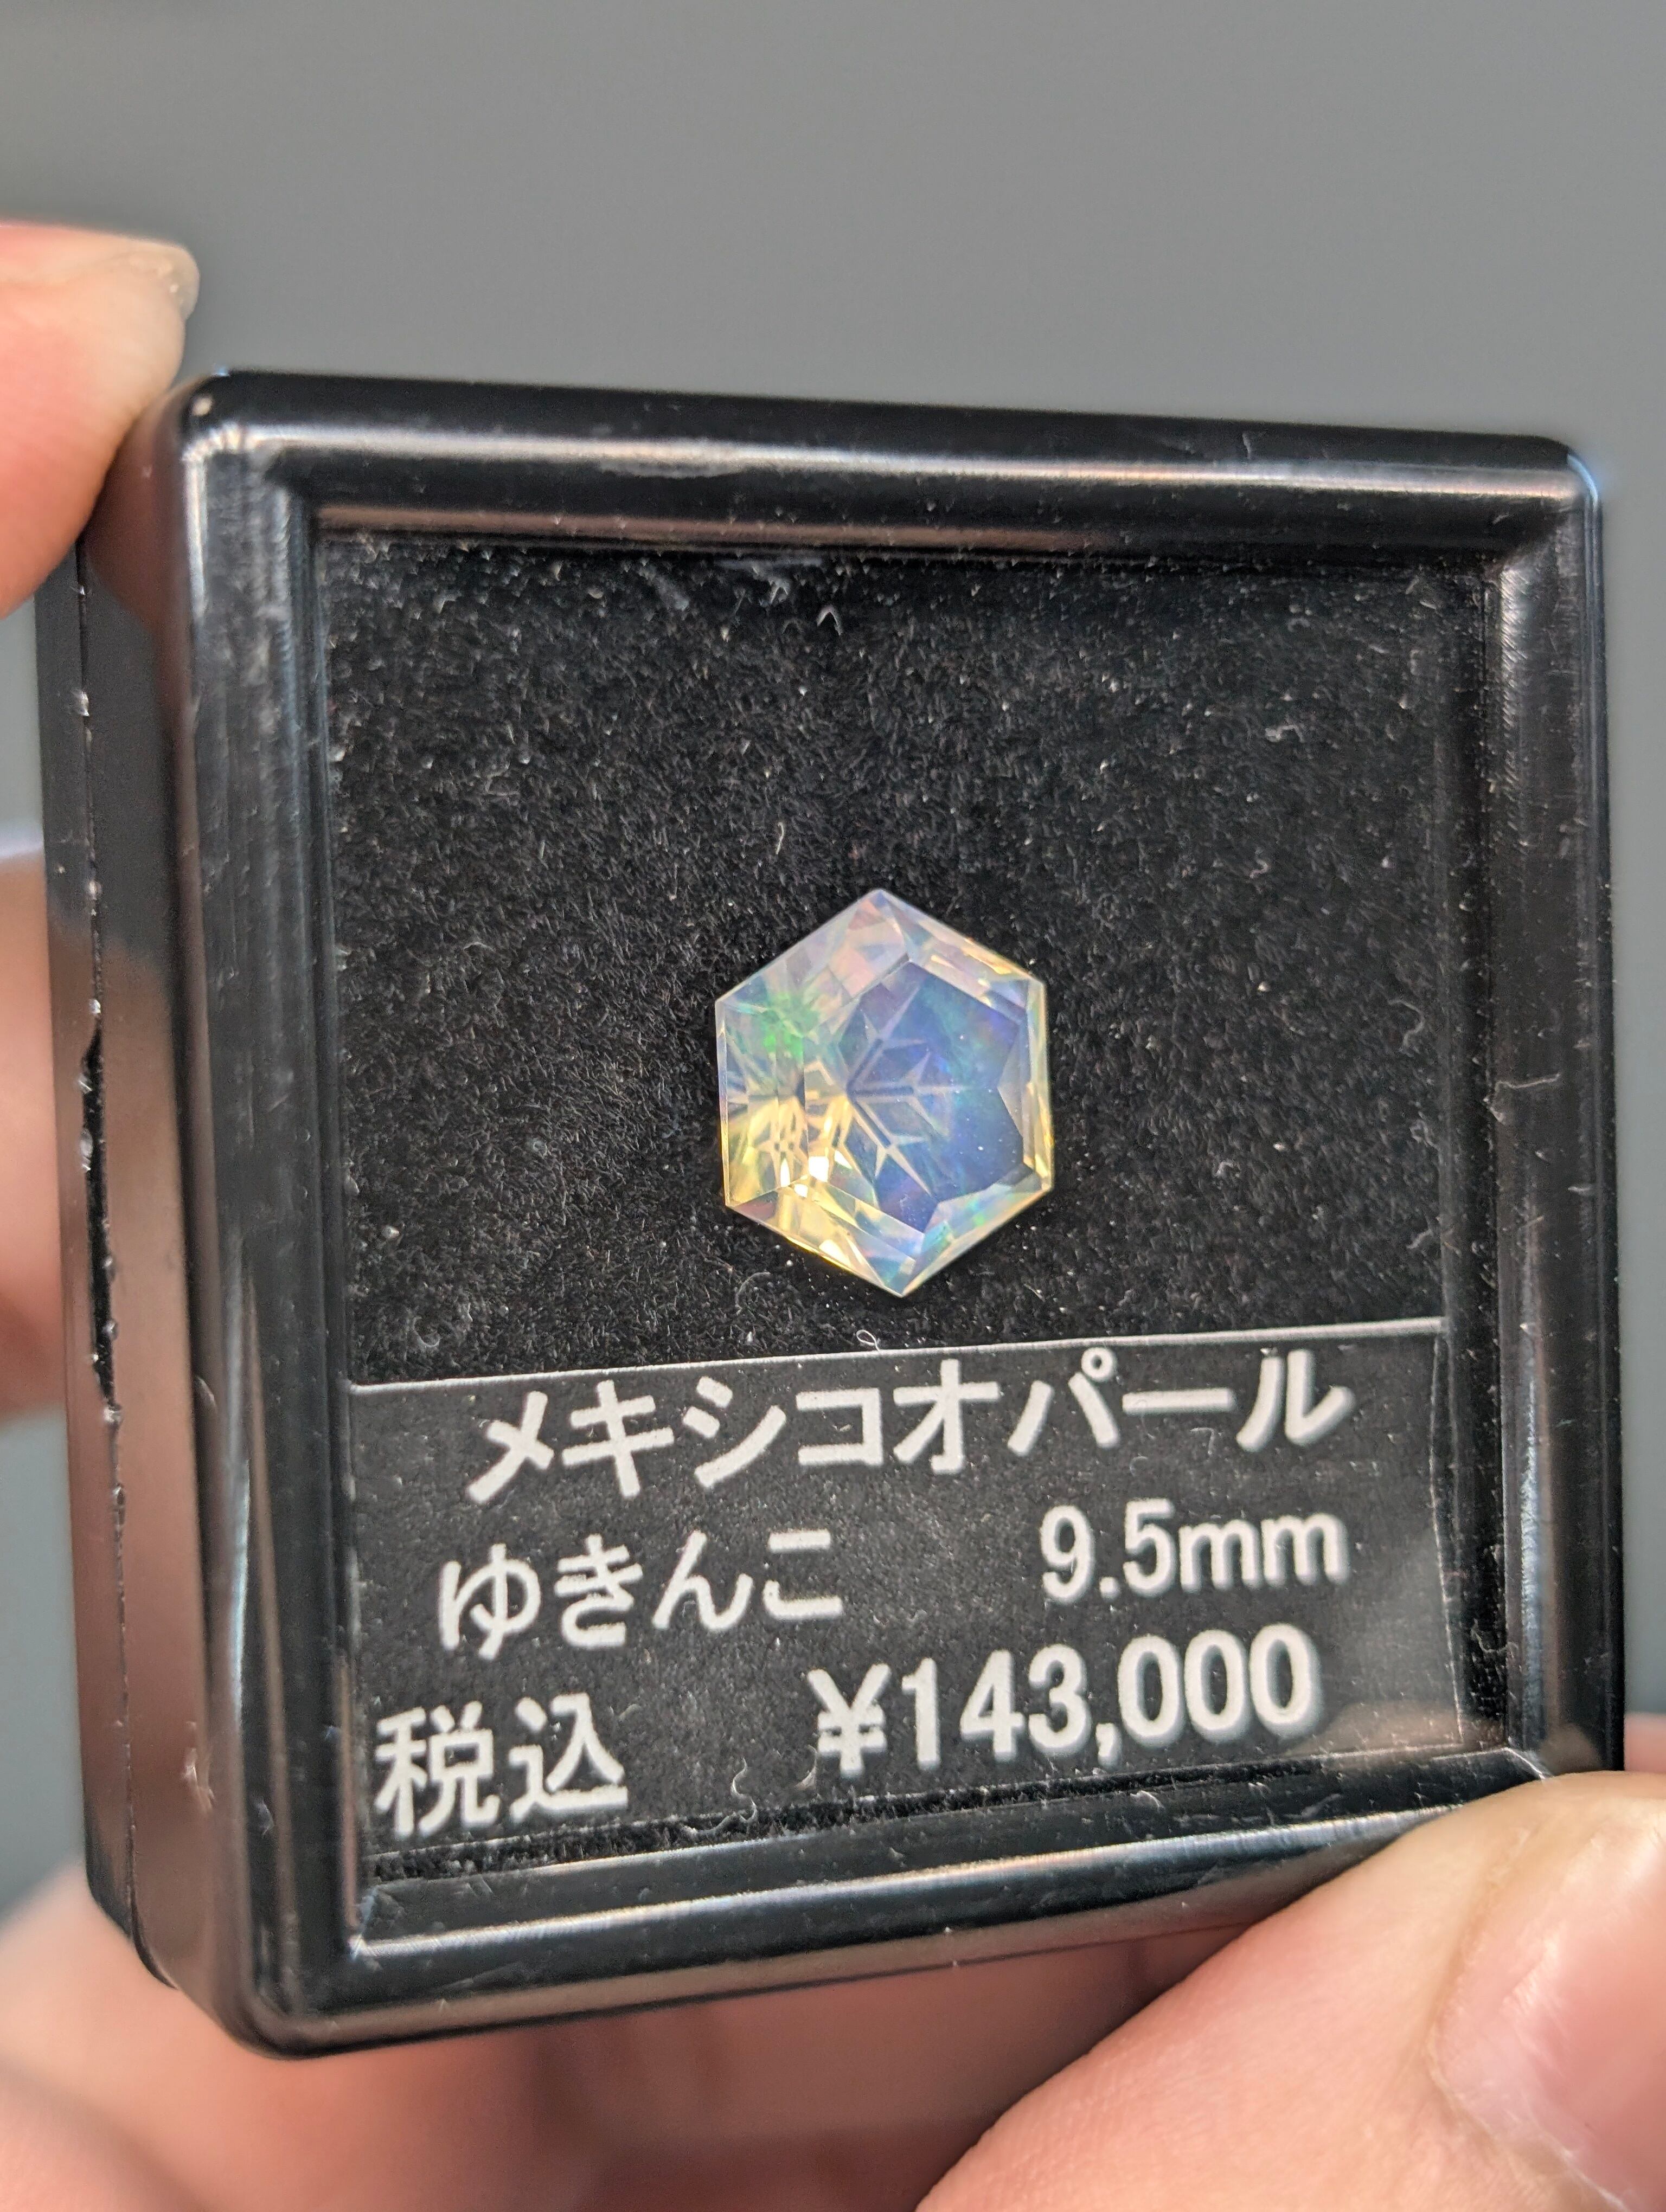 メキシコオパール
ゆきんこ 9.5mm
税込 ¥143,000